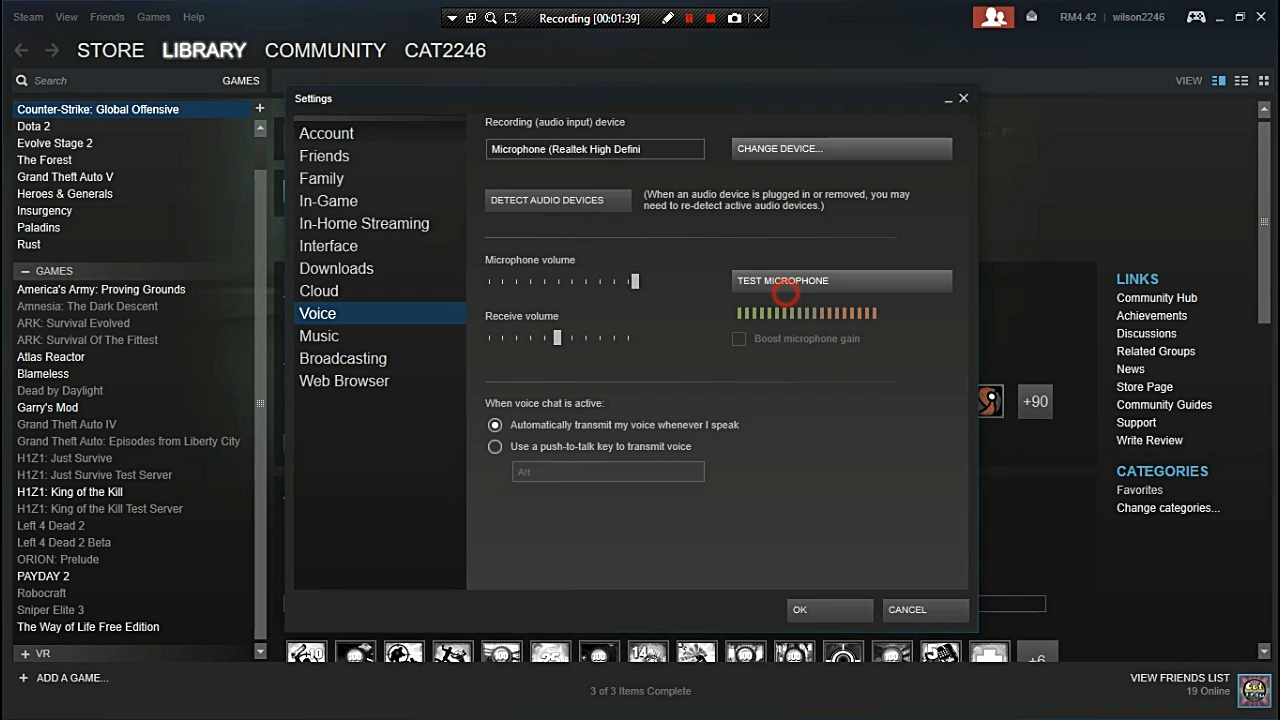 Steam View Friends Games Help
Recording [00:01:39]
RM4.42 wilson2246
STORE LIBRARY COMMUNITY CAT2246
Search GAMES
VIEW
Counter-Strike: Global Offensive
Dota 2
Evolve Stage 2
The Forest
Grand Theft Auto V
Heroes & Generals
Insurgency
Paladins
Rust
GAMES
America's Army: Proving Grounds
Amnesia: The Dark Descent
ARK: Survival Evolved
ARK: Survival Of The Fittest
Atlas Reactor
Blameless
Dead by Daylight
Garry's Mod
Grand Theft Auto IV
Grand Theft Auto: Episodes from Liberty City
H1Z1: Just Survive
H1Z1: Just Survive Test Server
H1Z1: King of the Kill
H1Z1: King of the Kill Test Server
Left 4 Dead 2
Left 4 Dead 2 Beta
ORION: Prelude
PAYDAY 2
Robocraft
Sniper Elite 3
The Way of Life Free Edition
VR
ADD A GAME...
Settings
Account
Friends
Family
In-Game
In-Home Streaming
Interface
Downloads
Cloud
Voice
Music
Broadcasting
Web Browser
Recording (audio input) device
Microphone (Realtek High Defini
CHANGE DEVICE...
DETECT AUDIO DEVICES
(When an audio device is plugged in or removed, you may
need to re-detect active audio devices.)
Microphone volume
TEST MICROPHONE
Receive volume
Boost microphone gain
When voice chat is active:
Automatically transmit my voice whenever I speak
Use a push-to-talk key to transmit voice
Alt
OK
CANCEL
+90
+6
LINKS
Community Hub
Achievements
Discussions
Related Groups
News
Store Page
Community Guides
Support
Write Review
CATEGORIES
Favorites
Change categories...
3 of 3 Items Complete
VIEW FRIENDS LIST
19 Online